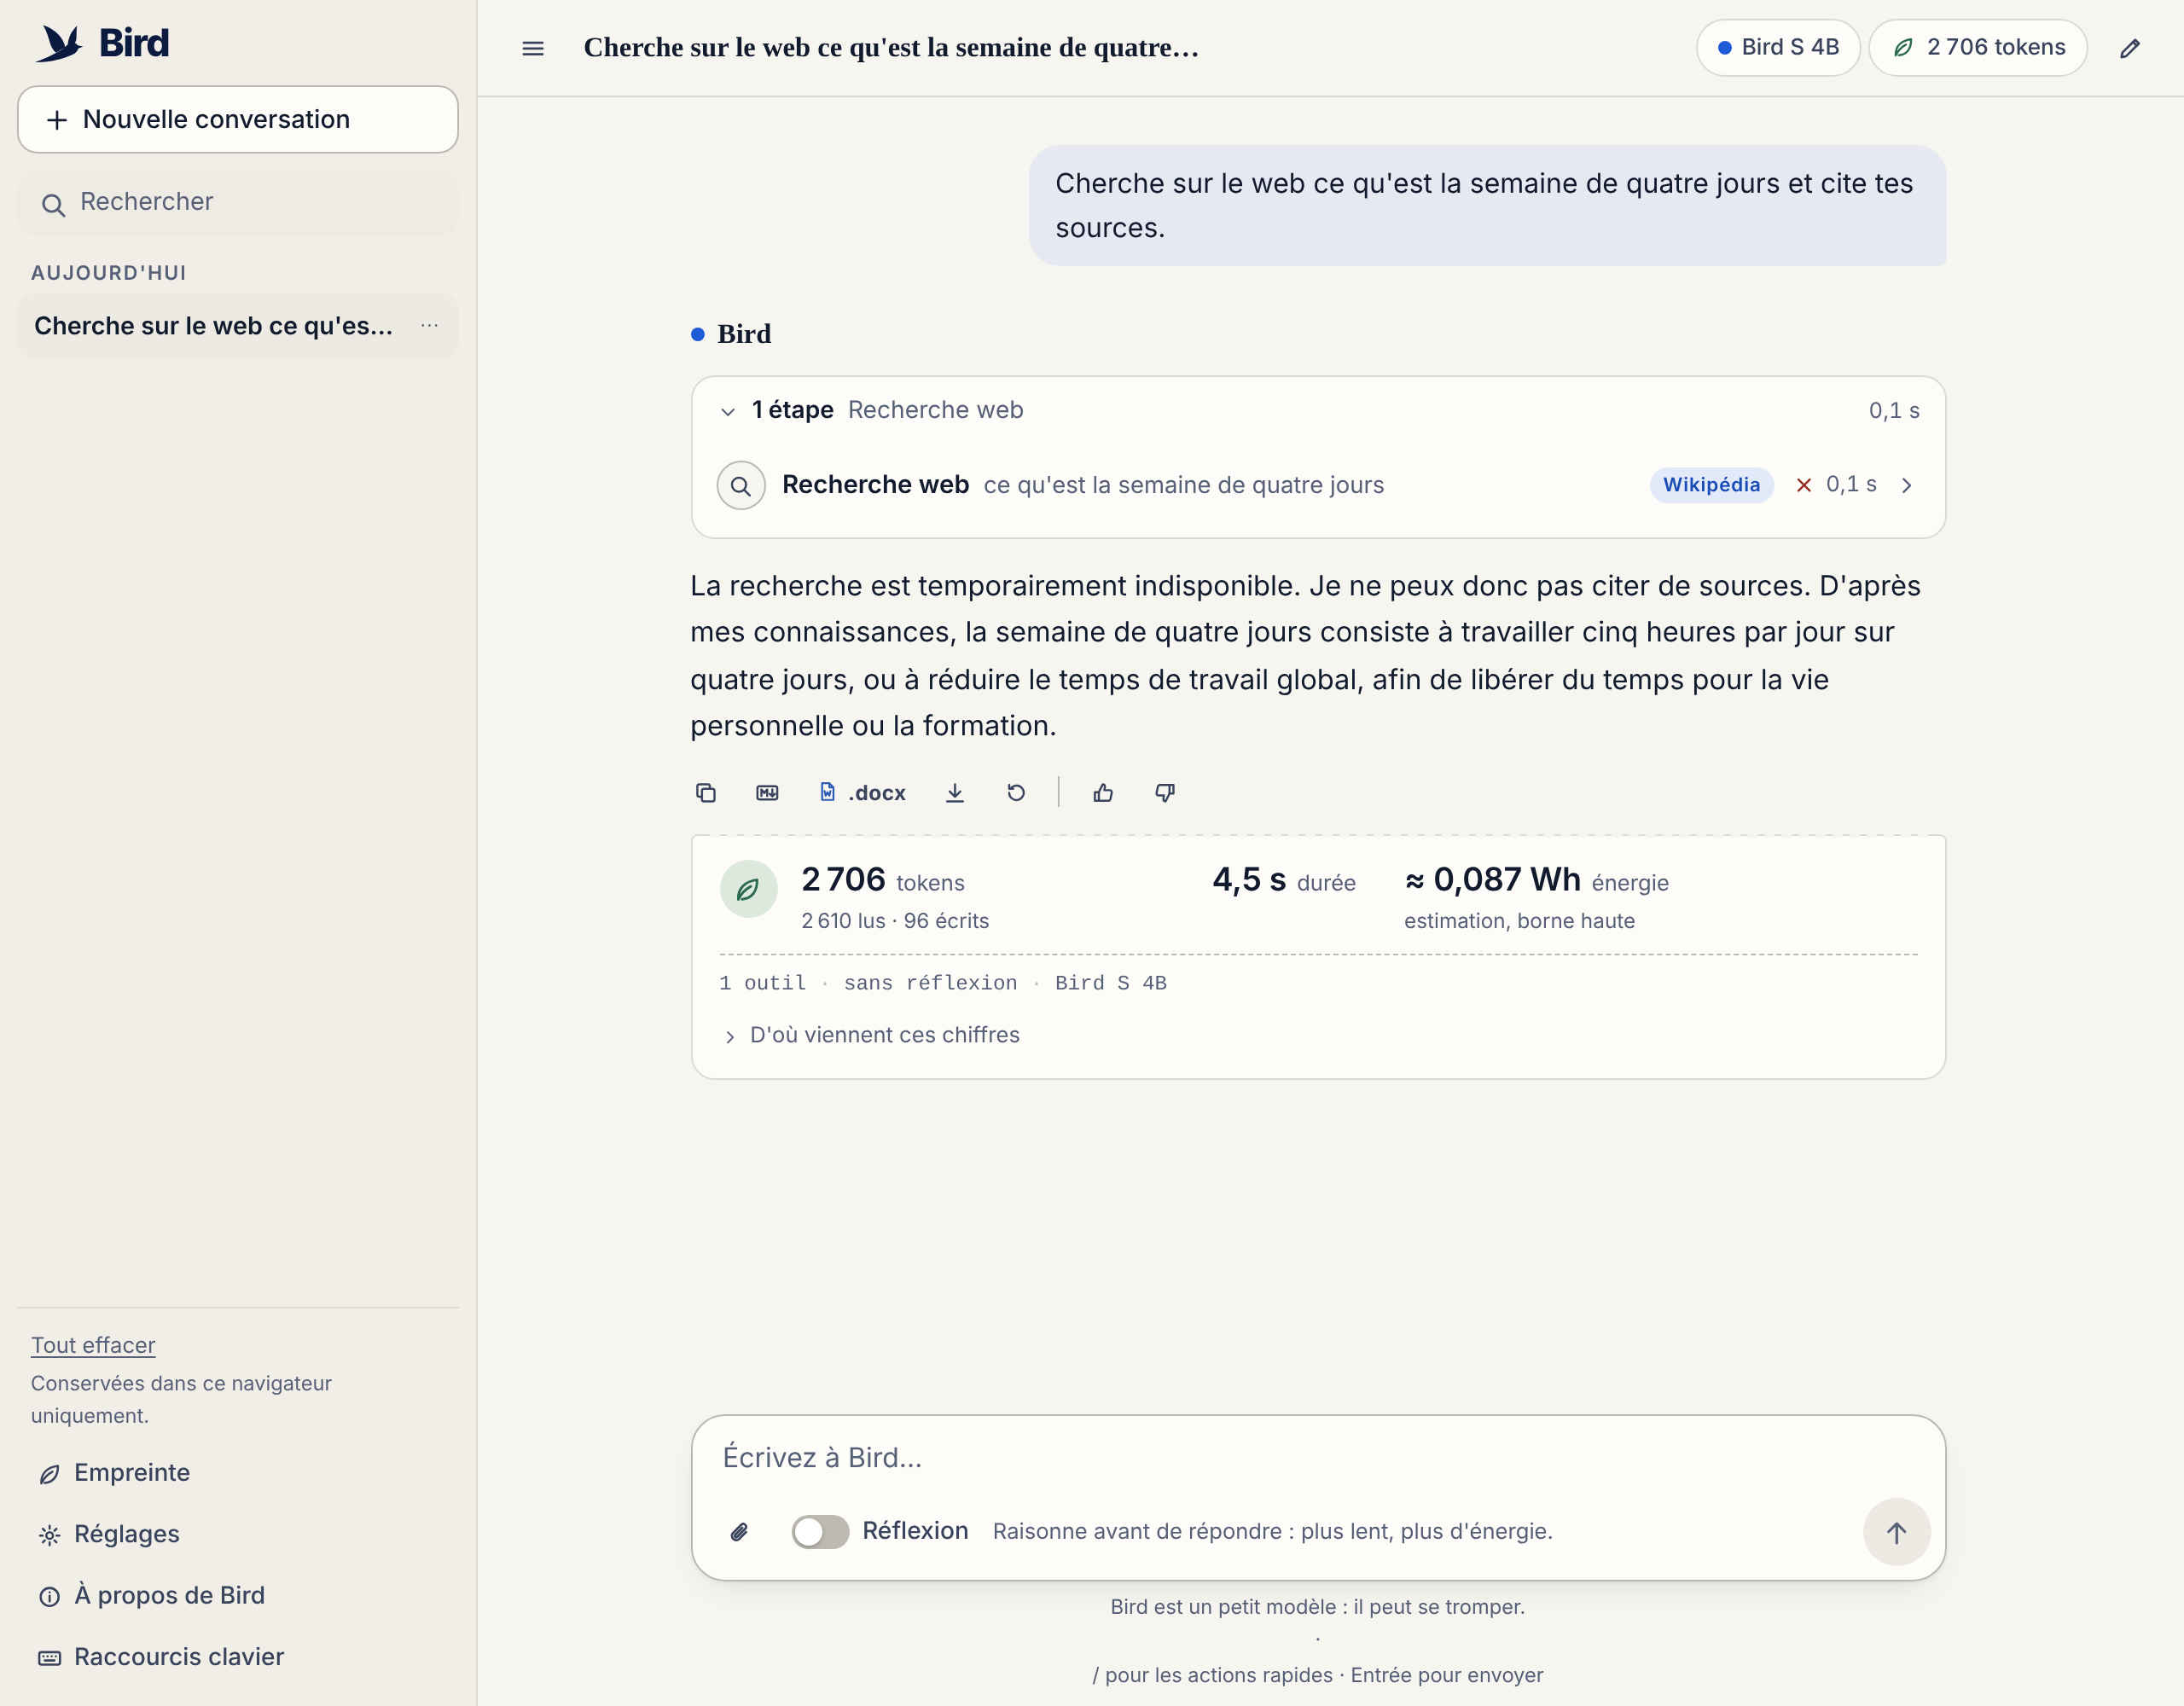 Bird
Nouvelle conversation
Rechercher
AUJOURD'HUI
Cherche sur le web ce qu'es... ...
Tout effacer
Conservées dans ce navigateur
uniquement.
Empreinte
Réglages
À propos de Bird
Raccourcis clavier
Cherche sur le web ce qu'est la semaine de quatre…
Bird S 4B
2 706 tokens
Cherche sur le web ce qu'est la semaine de quatre jours et cite tes
sources.
Bird
1 étape Recherche web 0,1 s
Recherche web ce qu'est la semaine de quatre jours Wikipédia 0,1 s
La recherche est temporairement indisponible. Je ne peux donc pas citer de sources. D'après
mes connaissances, la semaine de quatre jours consiste à travailler cinq heures par jour sur
quatre jours, ou à réduire le temps de travail global, afin de libérer du temps pour la vie
personnelle ou la formation.
.docx
2 706 tokens 4,5 s durée ≈ 0,087 Wh énergie
2 610 lus · 96 écrits estimation, borne haute
1 outil · sans réflexion · Bird S 4B
D'où viennent ces chiffres
Écrivez à Bird...
Réflexion Raisonne avant de répondre : plus lent, plus d'énergie.
Bird est un petit modèle : il peut se tromper.
·
/ pour les actions rapides · Entrée pour envoyer